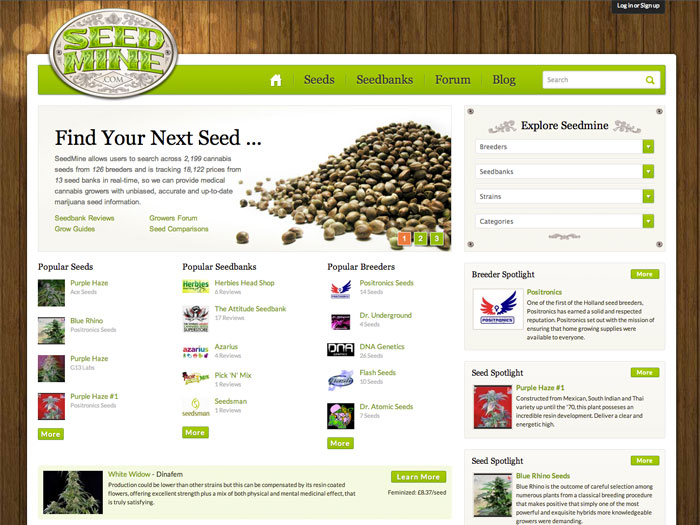 Log in or Sign up
SEED
MINE
.COM
Seeds
Seedbanks
Forum
Blog
Search
Find Your Next Seed ...
SeedMine allows users to search across 2,199 cannabis
seeds from 126 breeders and is tracking 18,122 prices from
13 seed banks in real-time, so we can provide medical
cannabis growers with unbiased, accurate and up-to-date
marijuana seed information.
Seedbank Reviews
Growers Forum
Grow Guides
Seed Comparisons
1 2 3
Explore Seedmine
Breeders
Seedbanks
Strains
Categories
Popular Seeds
Purple Haze
Ace Seeds
Blue Rhino
Positronics Seeds
Purple Haze
G13 Labs
Purple Haze #1
Positronics Seeds
More
Popular Seedbanks
Herbies
Herbies Head Shop
6 Reviews
SUPERSTORE
The Attitude Seedbank
17 Reviews
azarius
Azarius
4 Reviews
Pick 'N' Mix
1 Reviews
seedsman
Seedsman
1 Reviews
More
Popular Breeders
Positronics Seeds
14 Seeds
Dr. Underground
4 Seeds
DNA
DNA Genetics
26 Seeds
Flash Seeds
10 Seeds
Dr. Atomic Seeds
7 Seeds
More
Breeder Spotlight
More
POSITRONICS
Positronics
One of the first of the Holland seed breeders,
Positronics has earned a solid and respected
reputation. Positronics set out with the mission of
ensuring that home growing supplies were
available to everyone.
Seed Spotlight
More
Purple Haze #1
Constructed from Mexican, South Indian and Thai
variety up until the '70, this plant posseses an
incredible resin development. Deliver a clear and
energetic high.
Seed Spotlight
More
Blue Rhino Seeds
Blue Rhino is the outcome of careful selection among
numerous plants from a classical breeding procedure
that makes positive that simply one of the most
powerful and exquisite hybrids more knowledgeable
growers were demanding.
White Widow - Dinafem
Production could be lower than other strains but this can be compensated by its resin coated
flowers, offering excellent strength plus a mix of both physical and mental medicinal effect, that
is truly satisfying.
Learn More
Feminized: £8.37/seed